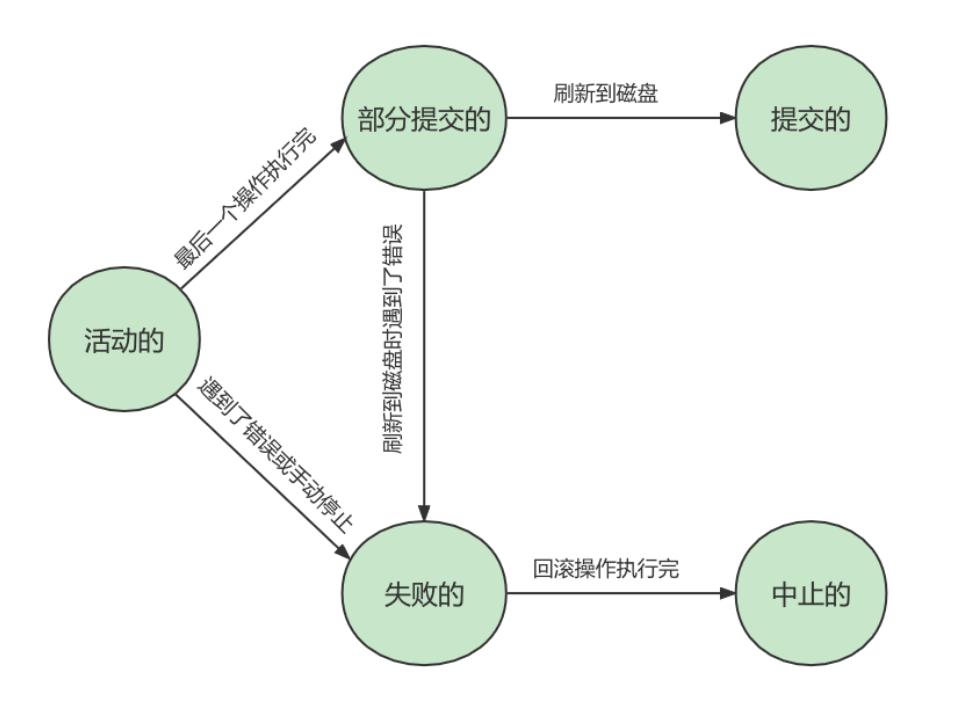 部分提交的
刷新到磁盘
提交的
最后一个操作执行完
刷新到磁盘时遇到了错误
活动的
遇到了错误或手动停止
失败的
回滚操作执行完
中止的